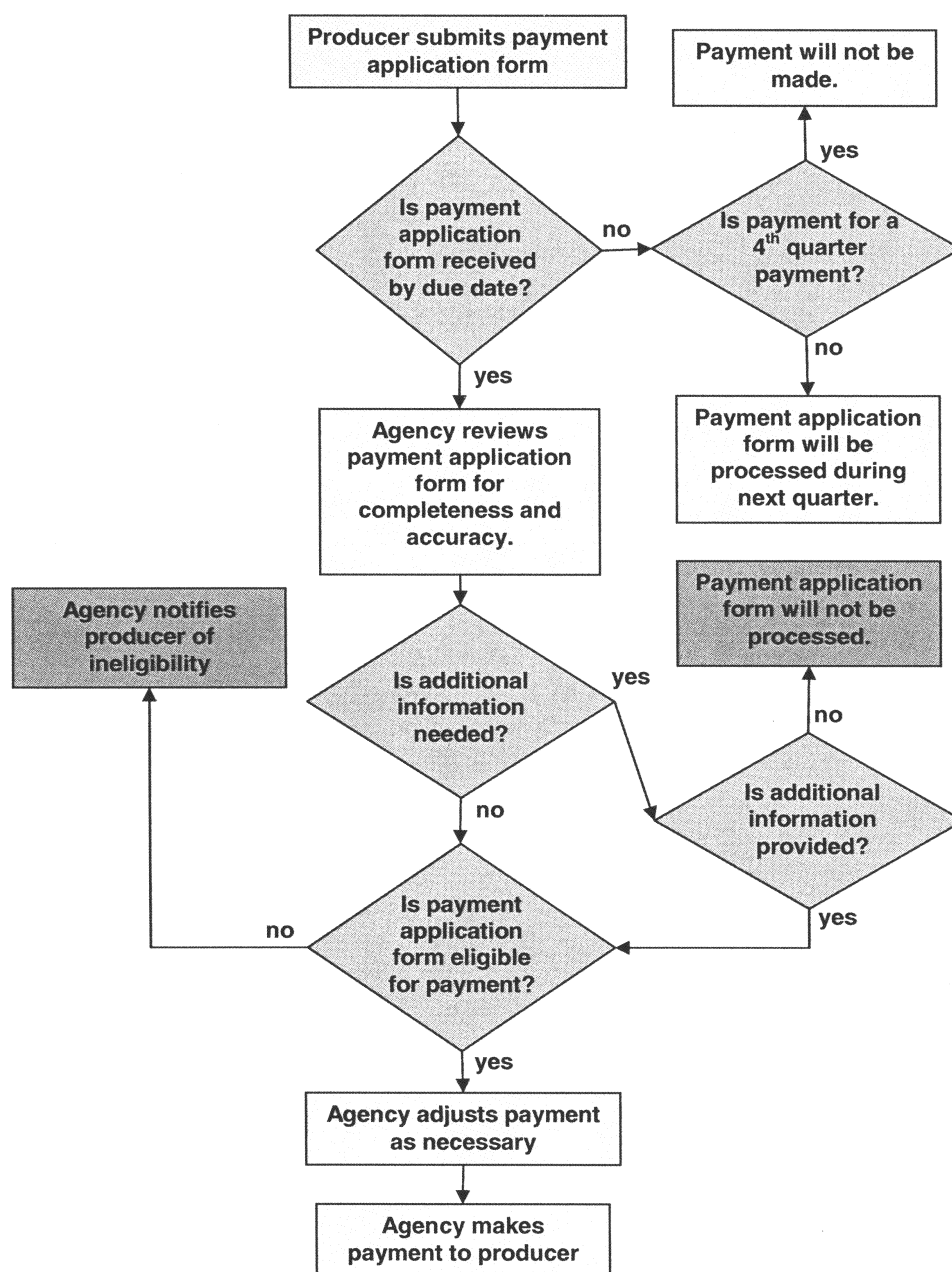 Producer submits payment
application form
Payment will not be
made.
yes
Is payment
application
form received
by due date?
no
Is payment for a
4th quarter
payment?
yes
no
Agency reviews
payment application
form for
completeness and
accuracy.
Payment application
form will be
processed during
next quarter.
Agency notifies
producer of
ineligibility
Payment application
form will not be
processed.
Is additional
information
needed?
yes
no
Is additional
information
provided?
no
yes
Is payment
application
form eligible
for payment?
no
yes
Agency adjusts payment
as necessary
Agency makes
payment to producer